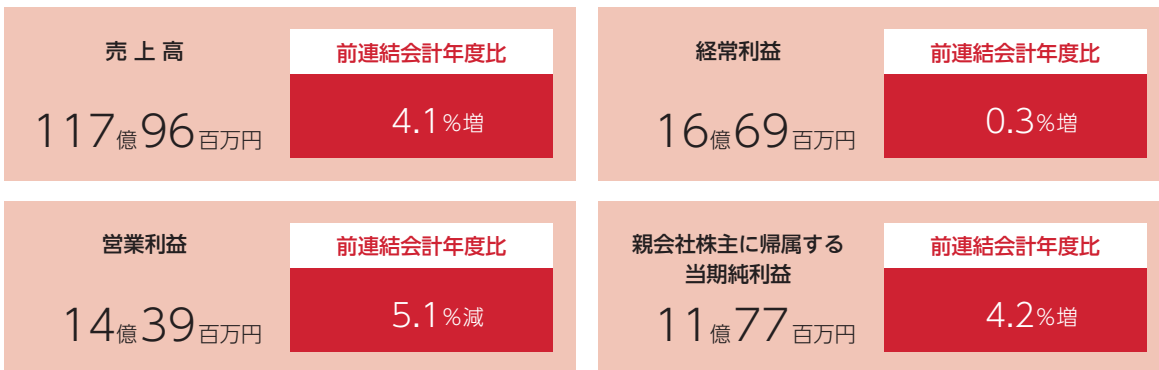 売上高
前連結会計年度比
117億96百万円
4.1%増
経常利益
前連結会計年度比
16億69百万円
0.3%増
営業利益
前連結会計年度比
14億39百万円
5.1%減
親会社株主に帰属する
当期純利益
前連結会計年度比
11億77百万円
4.2%増